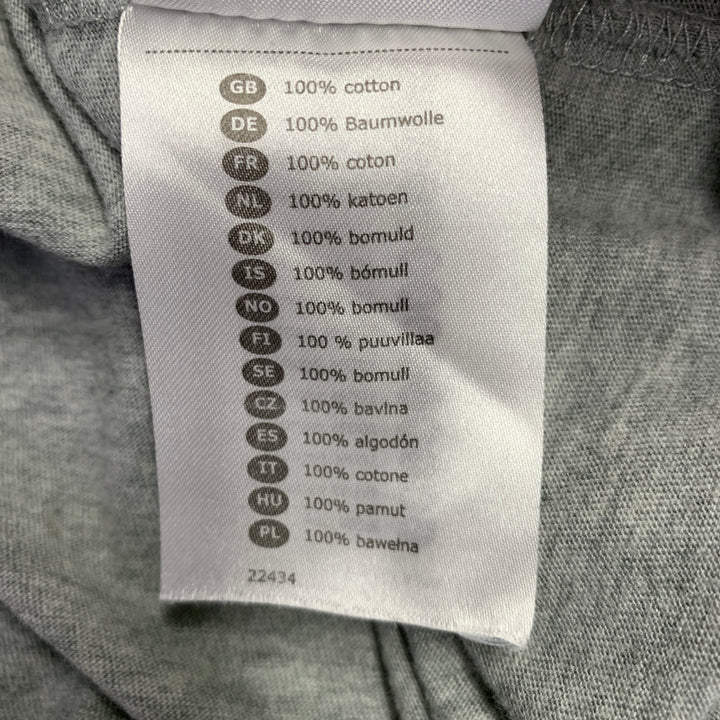 GB 100% cotton
DE 100% Baumwolle
FR 100% coton
NL 100% katoen
DK 100% bomuld
IS 100% bómull
NO 100% bomull
FI 100 % puuvillaa
SE 100% bomull
CZ 100% bavlna
ES 100% algodón
IT 100% cotone
HU 100% pamut
PL 100% bawełna
22434